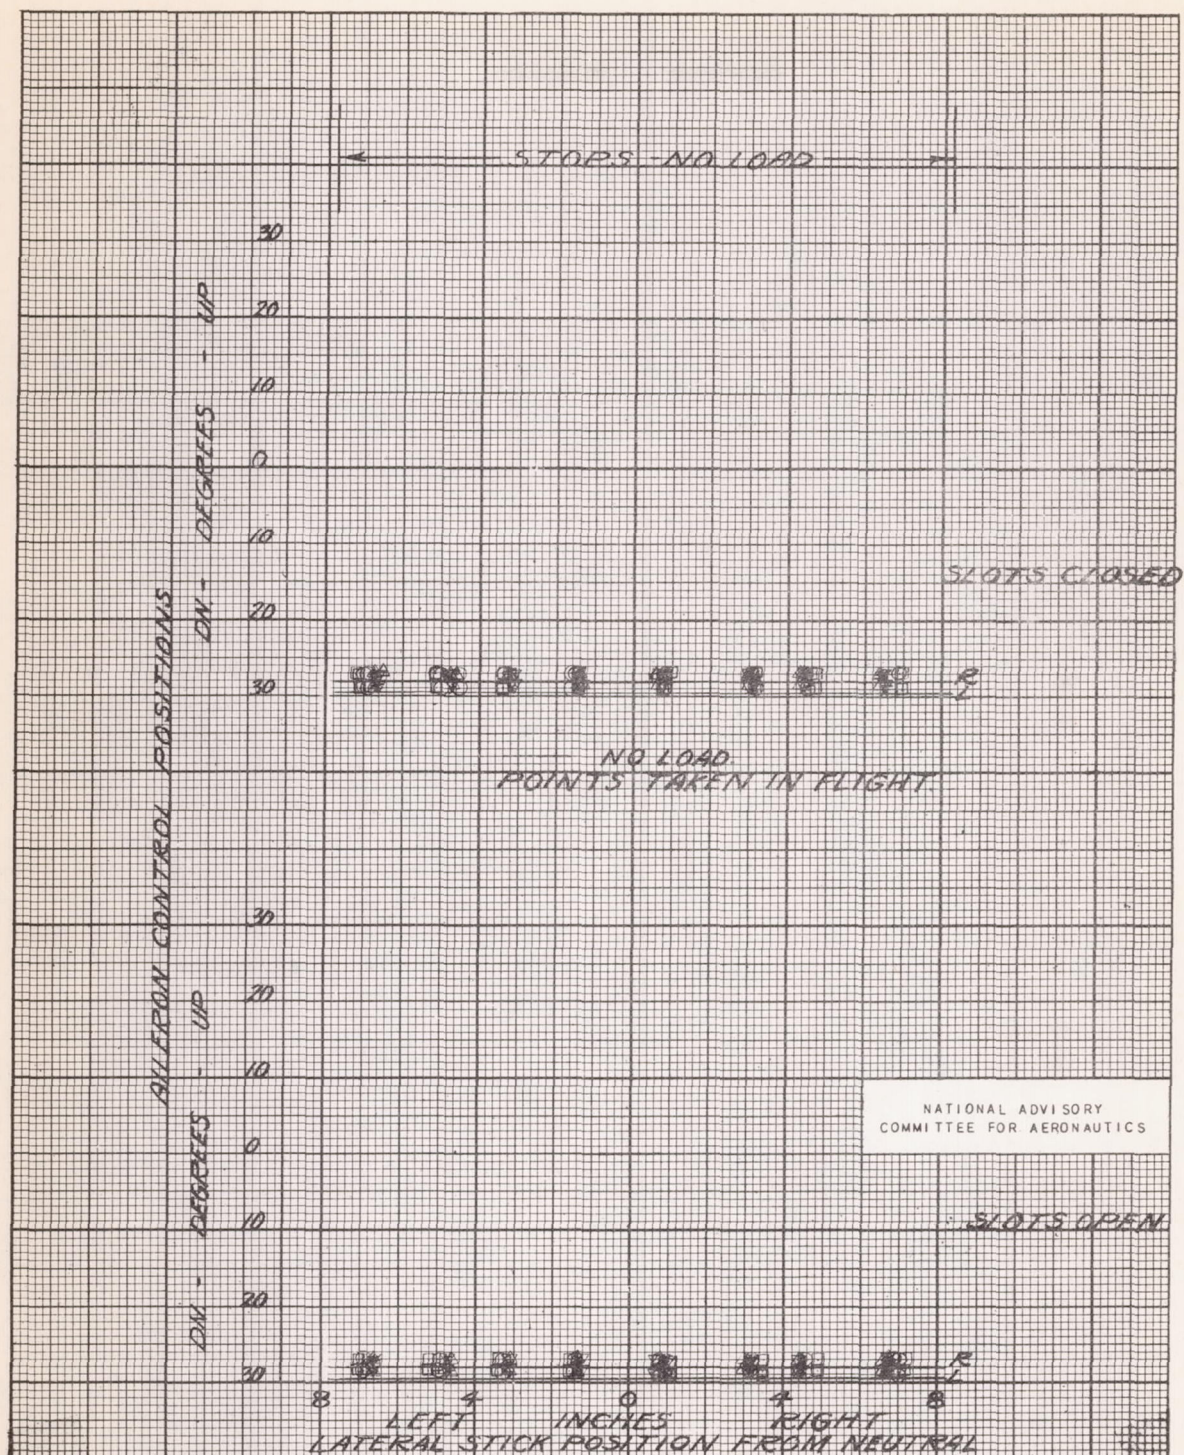 STOPS - NO LOAD
30
20
10
0
10
20
30
DN. - DEGREES - UP
AILERON CONTROL POSITIONS
SLOTS CLOSED
R
L
NO LOAD.
POINTS TAKEN IN FLIGHT.
30
20
10
0
10
20
30
DN. - DEGREES - UP
NATIONAL ADVISORY
COMMITTEE FOR AERONAUTICS
SLOTS OPEN
R
L
8 4 0 4 8
LEFT INCHES RIGHT
LATERAL STICK POSITION FROM NEUTRAL